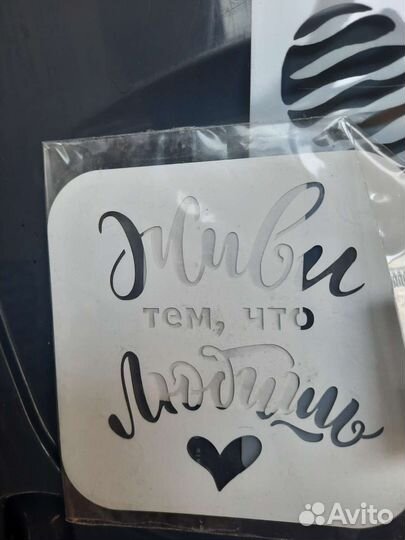 Живи
тем, что
любишь
Avito